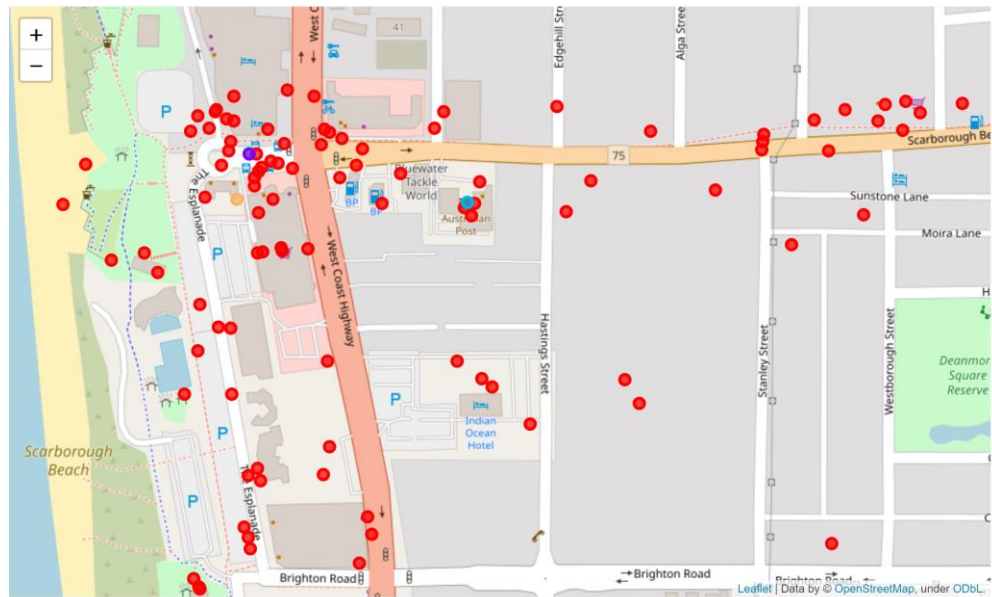 +
−
West C
41
Edgehill Str
Alga Street
P
75
Scarborough Be
Bluewater
Tackle
World
BP
BP
Australian
Post
Sunstone Lane
Moira Lane
The Esplanade
P
West Coast Highway
Hastings Street
Stanley Street
Westborough Street
H
Deanmor
Square
Reserve
P
Indian
Ocean
Hotel
P
Scarborough
Beach
P
The Esplanade
C
Brighton Road
Brighton Road
Brighton Road
Leaflet | Data by © OpenStreetMap, under ODbL.